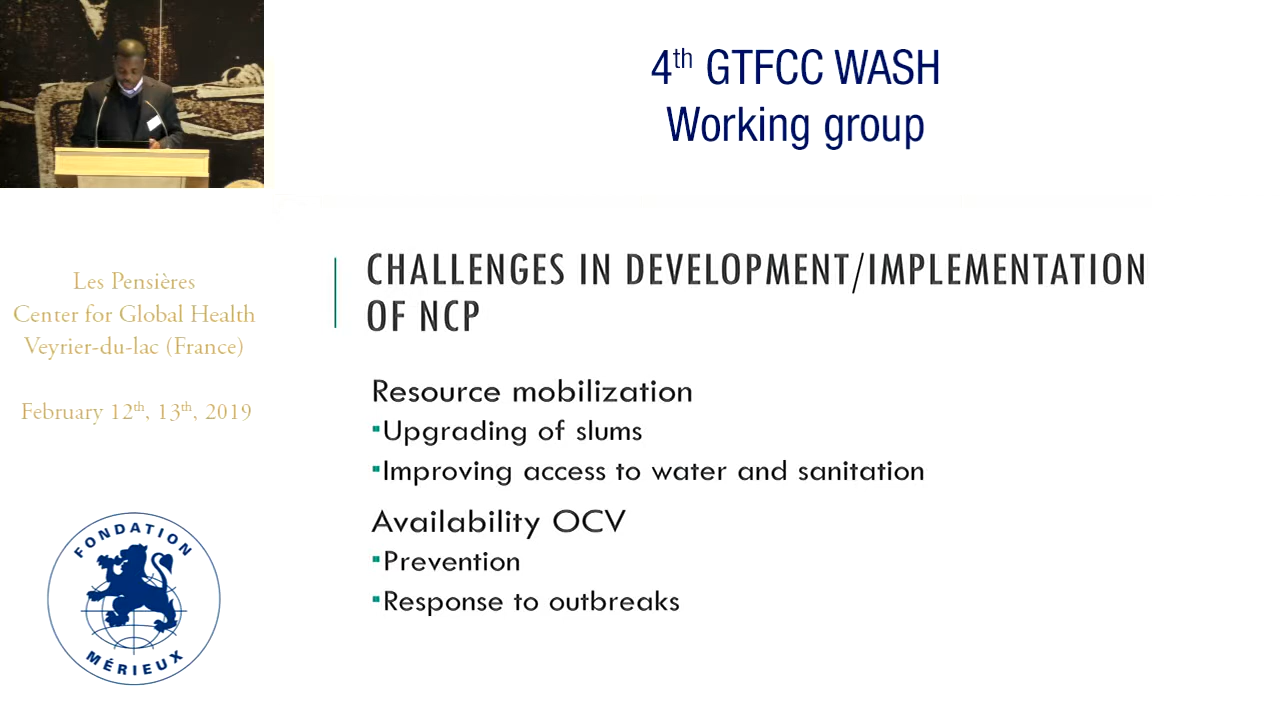 4th GTFCC WASH
Working group
Les Pensières
Center for Global Health
Veyrier-du-lac (France)
February 12th, 13th, 2019
FONDATION
MÉRIEUX
CHALLENGES IN DEVELOPMENT/IMPLEMENTATION
OF NCP
Resource mobilization
▪Upgrading of slums
▪Improving access to water and sanitation
Availability OCV
▪Prevention
▪Response to outbreaks